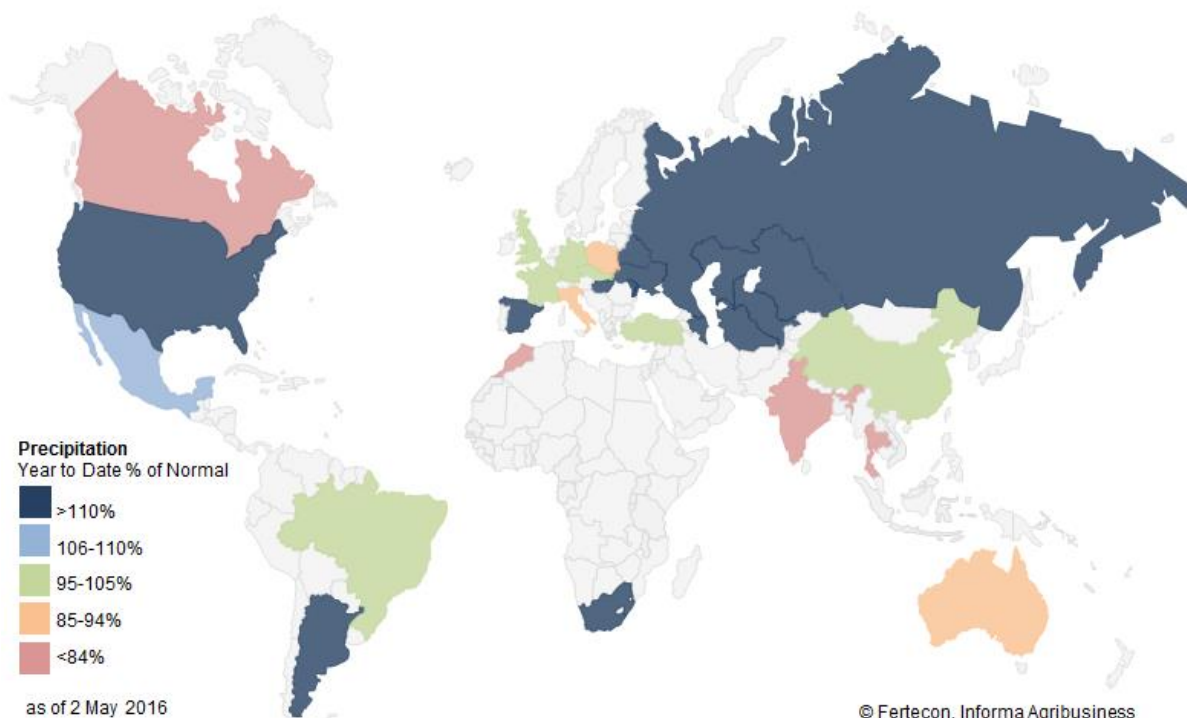 Precipitation
Year to Date % of Normal
>110%
106-110%
95-105%
85-94%
<84%
as of 2 May 2016
© Fertecon, Informa Agribusiness